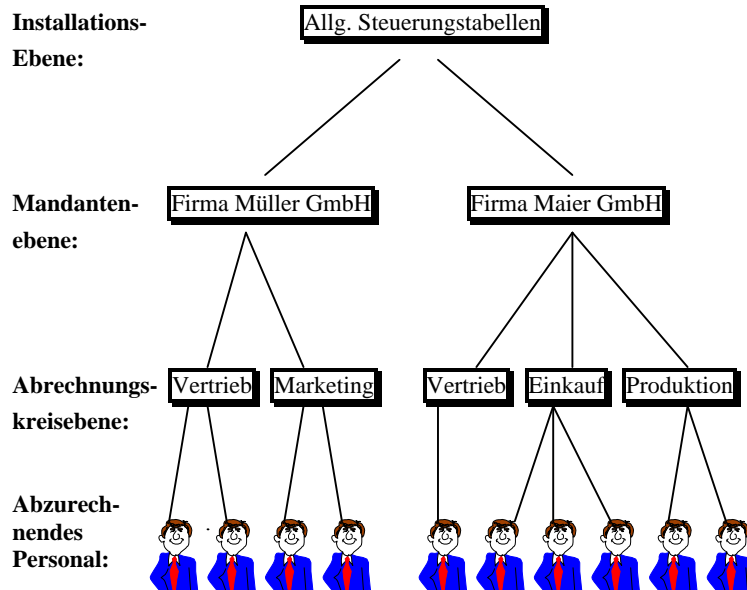 Installations-
Ebene:
Allg. Steuerungstabellen
Mandanten-
ebene:
Firma Müller GmbH
Firma Maier GmbH
Abrechnungs-
kreisebene:
Vertrieb
Marketing
Vertrieb
Einkauf
Produktion
Abzurech-
nendes
Personal: